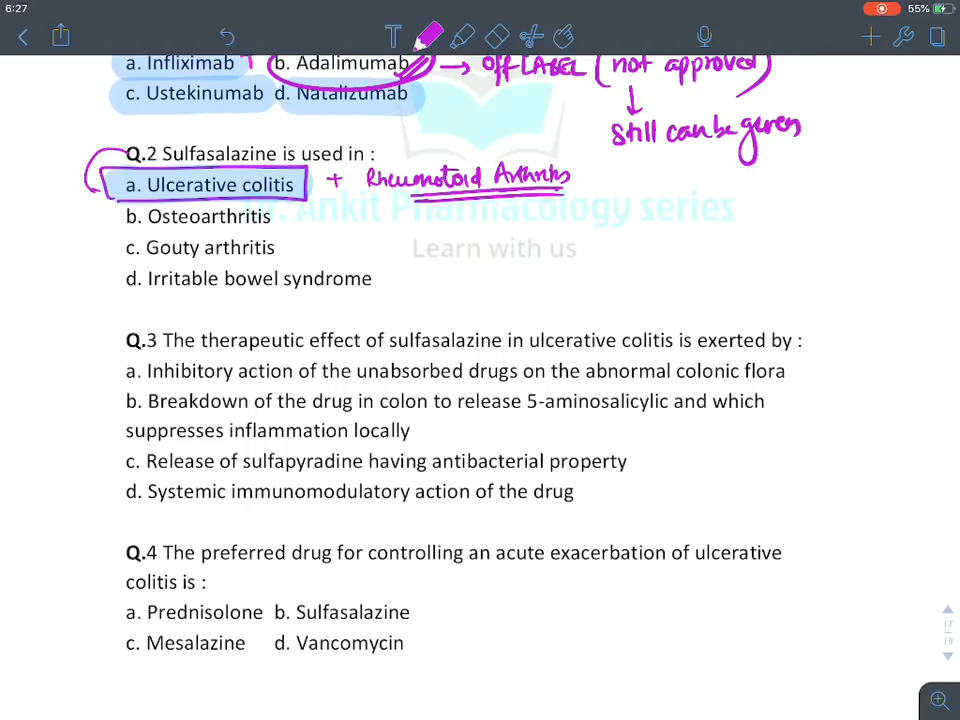 6:27
55%
T
a. Infliximab + b. Adalimumab → OFF LABEL (not approved)
c. Ustekinumab d. Natalizumab
still can be given
Q.2 Sulfasalazine is used in :
a. Ulcerative colitis + Rheumatoid Arthritis
Dr. Ankit Pharmacology series
b. Osteoarthritis
Learn with us
c. Gouty arthritis
d. Irritable bowel syndrome
Q.3 The therapeutic effect of sulfasalazine in ulcerative colitis is exerted by :
a. Inhibitory action of the unabsorbed drugs on the abnormal colonic flora
b. Breakdown of the drug in colon to release 5-aminosalicylic and which
suppresses inflammation locally
c. Release of sulfapyradine having antibacterial property
d. Systemic immunomodulatory action of the drug
Q.4 The preferred drug for controlling an acute exacerbation of ulcerative
colitis is :
a. Prednisolone b. Sulfasalazine
c. Mesalazine d. Vancomycin
17
19